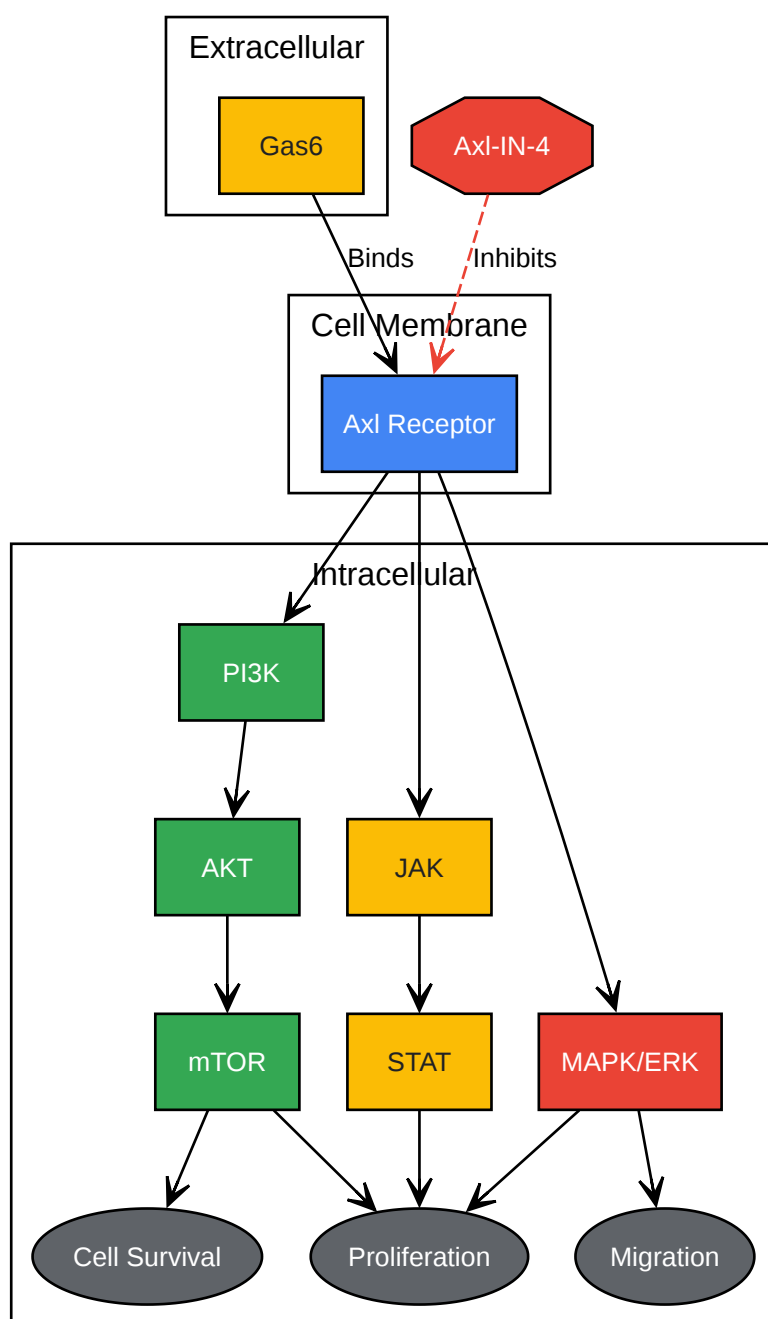 Extracellular
Gas6
Axl-IN-4
Binds
Inhibits
Cell Membrane
Axl Receptor
Intracellular
PI3K
AKT
JAK
mTOR
STAT
MAPK/ERK
Cell Survival
Proliferation
Migration